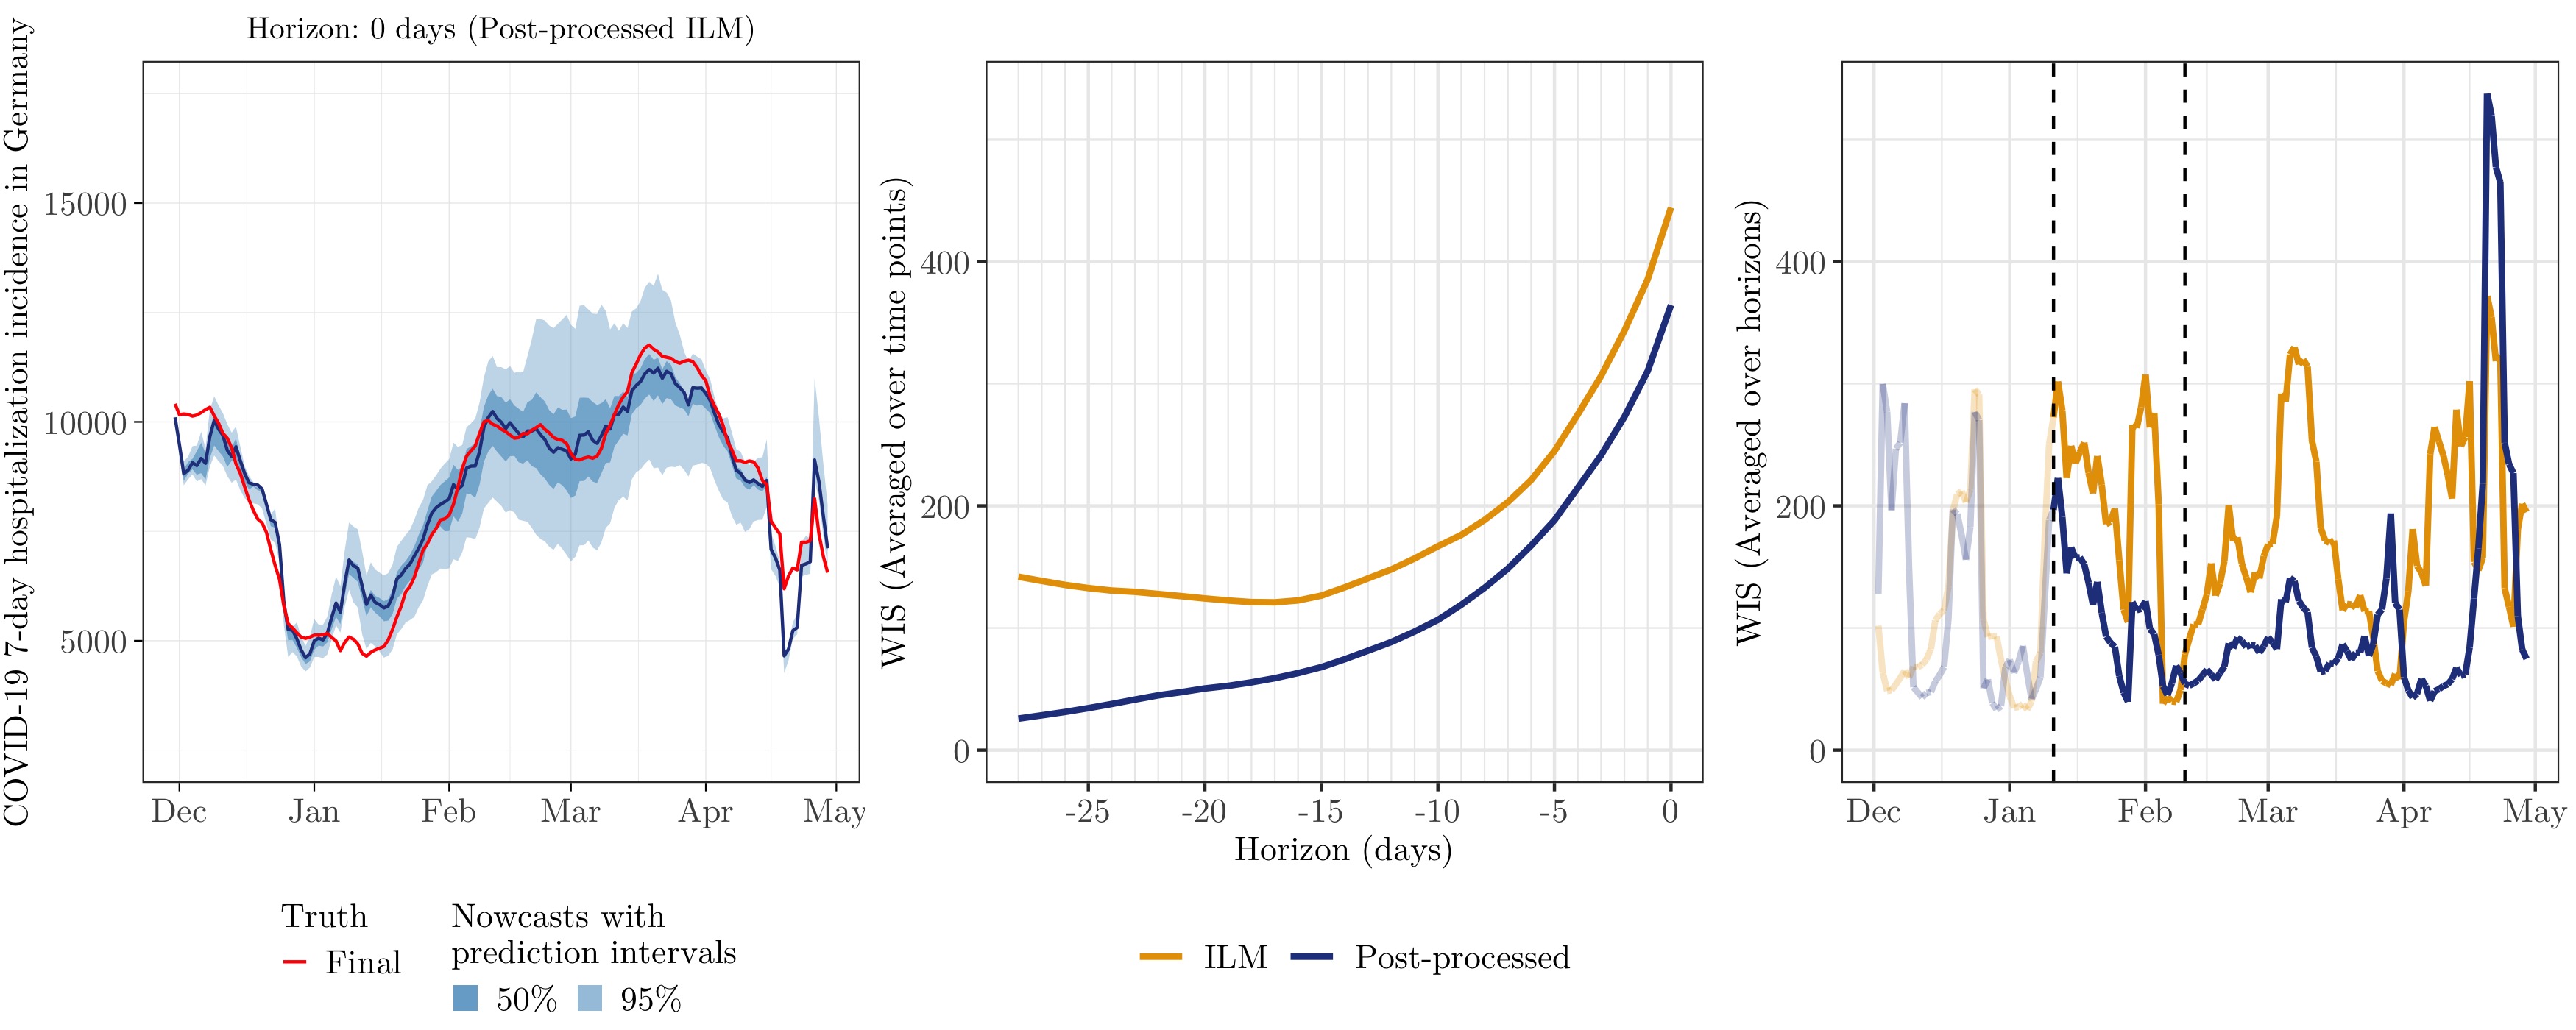 Horizon: 0 days (Post-processed ILM)
COVID-19 7-day hospitalization incidence in Germany
15000
10000
5000
Dec Jan Feb Mar Apr May
Truth
Final
Nowcasts with
prediction intervals
50% 95%
WIS (Averaged over time points)
400
200
0
-25 -20 -15 -10 -5 0
Horizon (days)
ILM Post-processed
WIS (Averaged over horizons)
400
200
0
Dec Jan Feb Mar Apr May